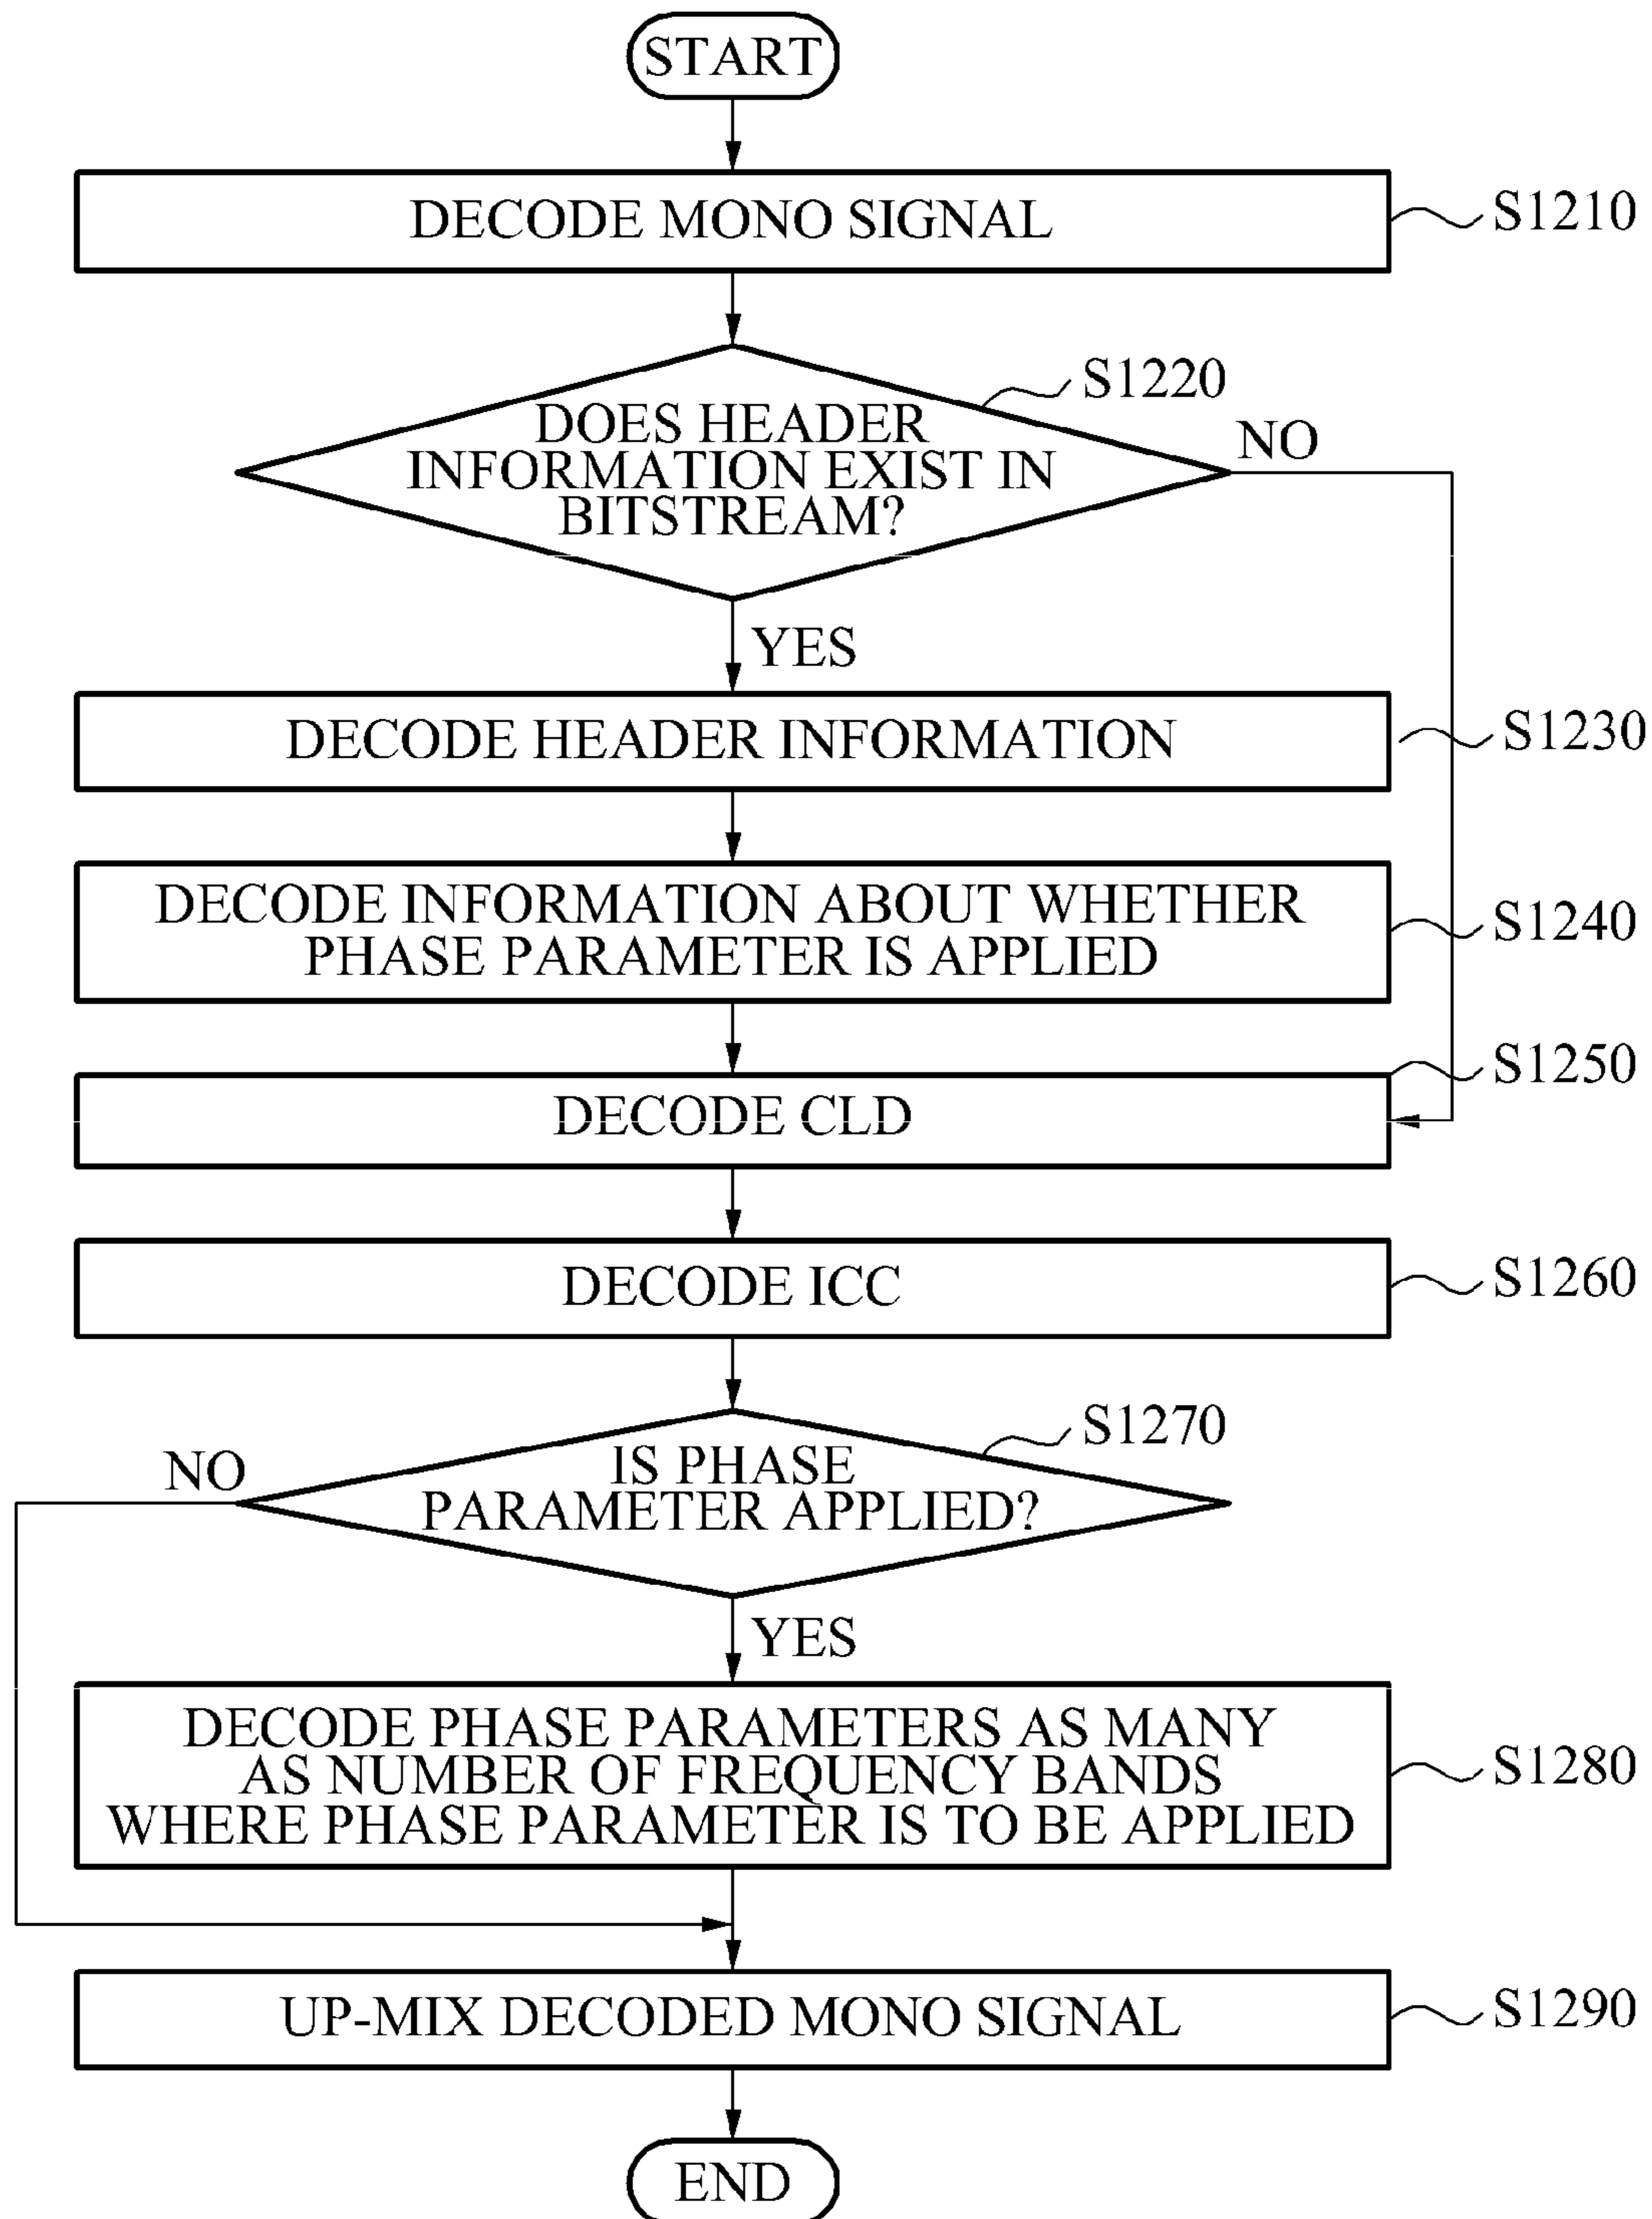 START
DECODE MONO SIGNAL
S1210
S1220
DOES HEADER
INFORMATION EXIST IN
BITSTREAM?
NO
YES
DECODE HEADER INFORMATION
S1230
DECODE INFORMATION ABOUT WHETHER
PHASE PARAMETER IS APPLIED
S1240
S1250
DECODE CLD
DECODE ICC
S1260
S1270
IS PHASE
PARAMETER APPLIED?
NO
YES
DECODE PHASE PARAMETERS AS MANY
AS NUMBER OF FREQUENCY BANDS
WHERE PHASE PARAMETER IS TO BE APPLIED
S1280
UP-MIX DECODED MONO SIGNAL
S1290
END